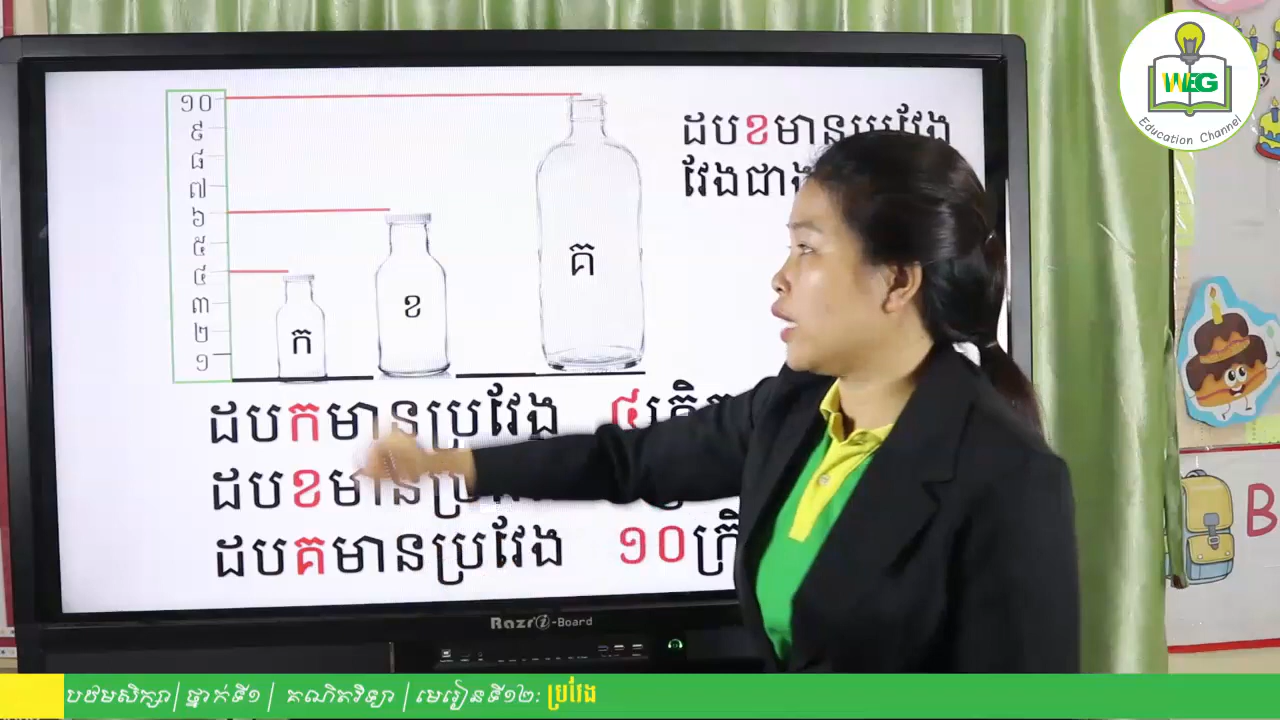 WEG
Education Channel
១០
៩
៨
៧
៦
៥
៤
៣
២
១
ក
ខ
គ
ដបខមានប្រវែង
វែងជាង
ដបកមានប្រវែង ៤
ដបខមាន
ដបគមានប្រវែង ១០
Razr i-Board
B
បឋមសិក្សា| ថ្នាក់ទី១ | គណិតវិទ្យា | មេរៀនទី១២: ប្រវែង